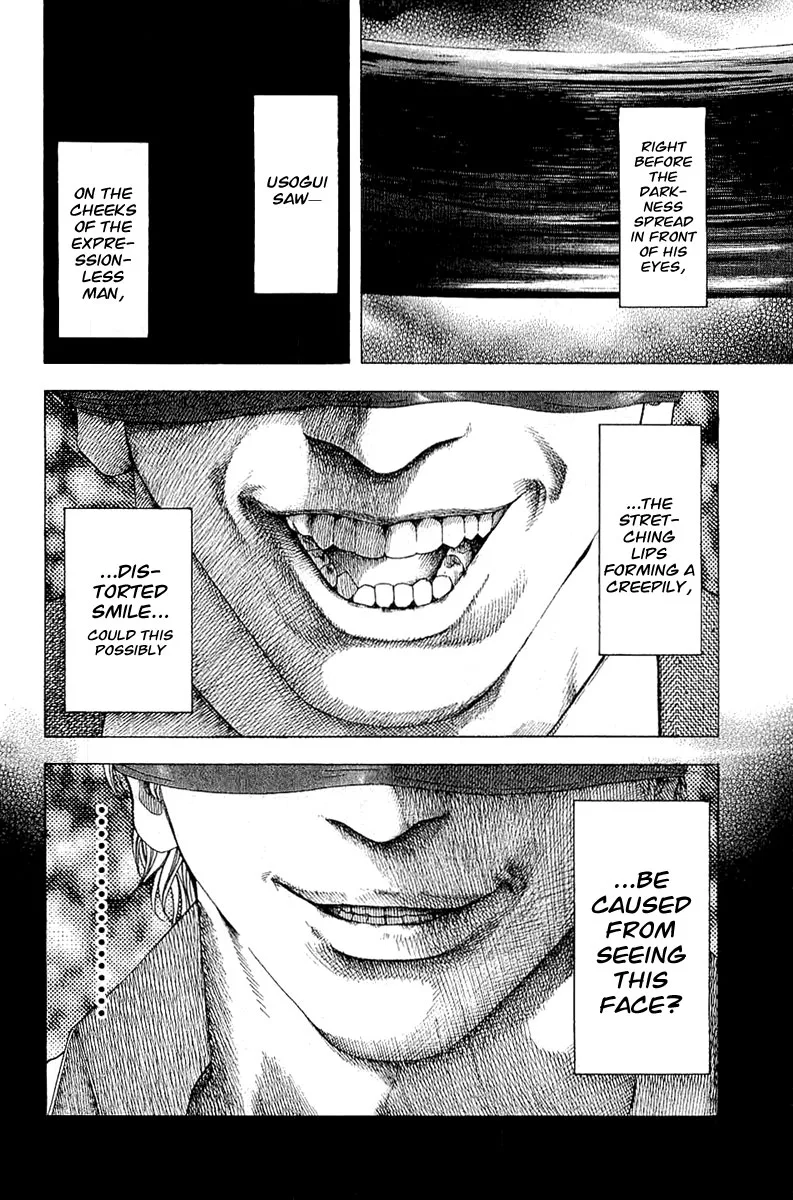 RIGHT
BEFORE
THE
DARK-
NESS
SPREAD
IN FRONT
OF HIS
EYES,
USOGUI
SAW—
ON THE
CHEEKS
OF THE
EXPRE-
SSION-
LESS
MAN,
...THE
STRET-
CHING
LIPS
FORMING A
CREEPILY,
...DIS-
TORTED
SMILE...
COULD THIS
POSSIBLY
...BE
CAUSED
FROM
SEEING
THIS
FACE?